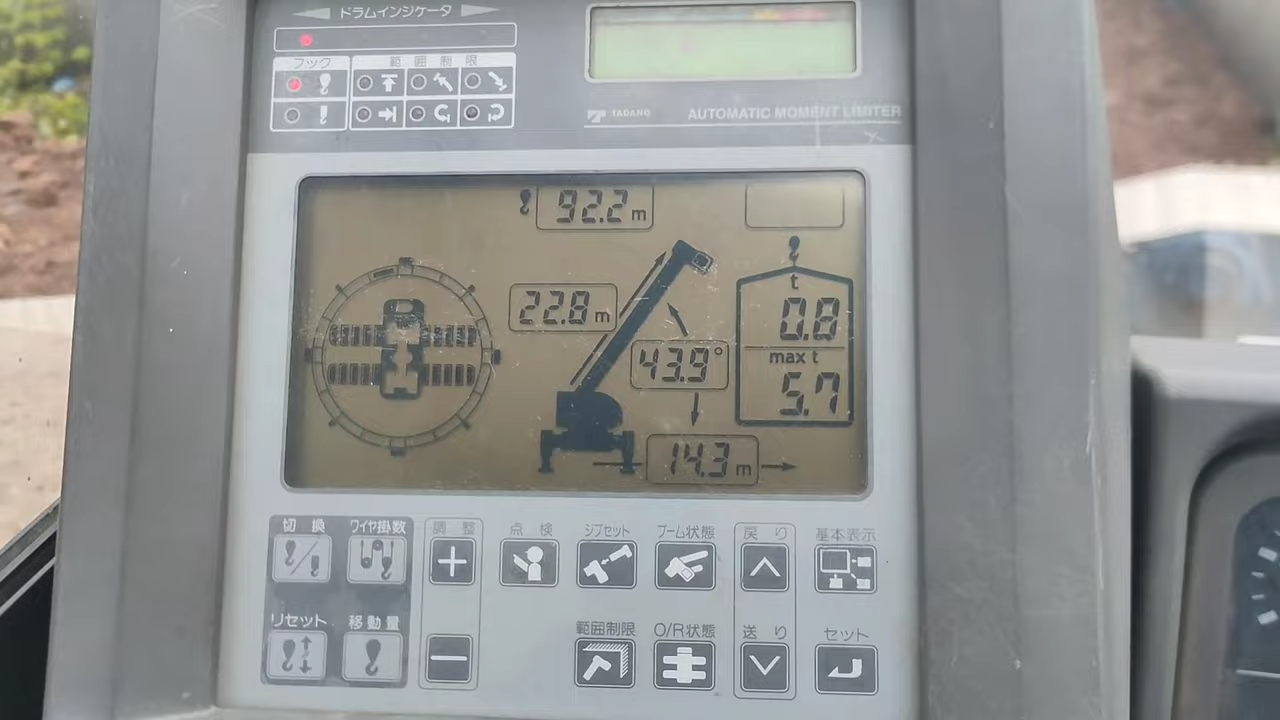 ドラムインジケータ
フック 範囲制限
TADANO AUTOMATIC MOMENT LIMITER
92.2 m
22.8 m
43.9°
14.3 m
t
0.8
max t
5.7
切換 ワイヤ掛数 調整 点検 ジブセット ブーム状態 戻り 基本表示
リセット 移動量 範囲制限 O/R状態 送り セット